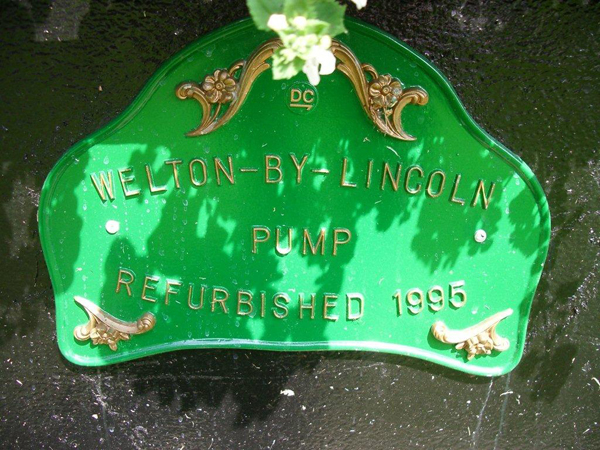 DC
WELTON-BY-LINCOLN
PUMP
REFURBISHED 1995